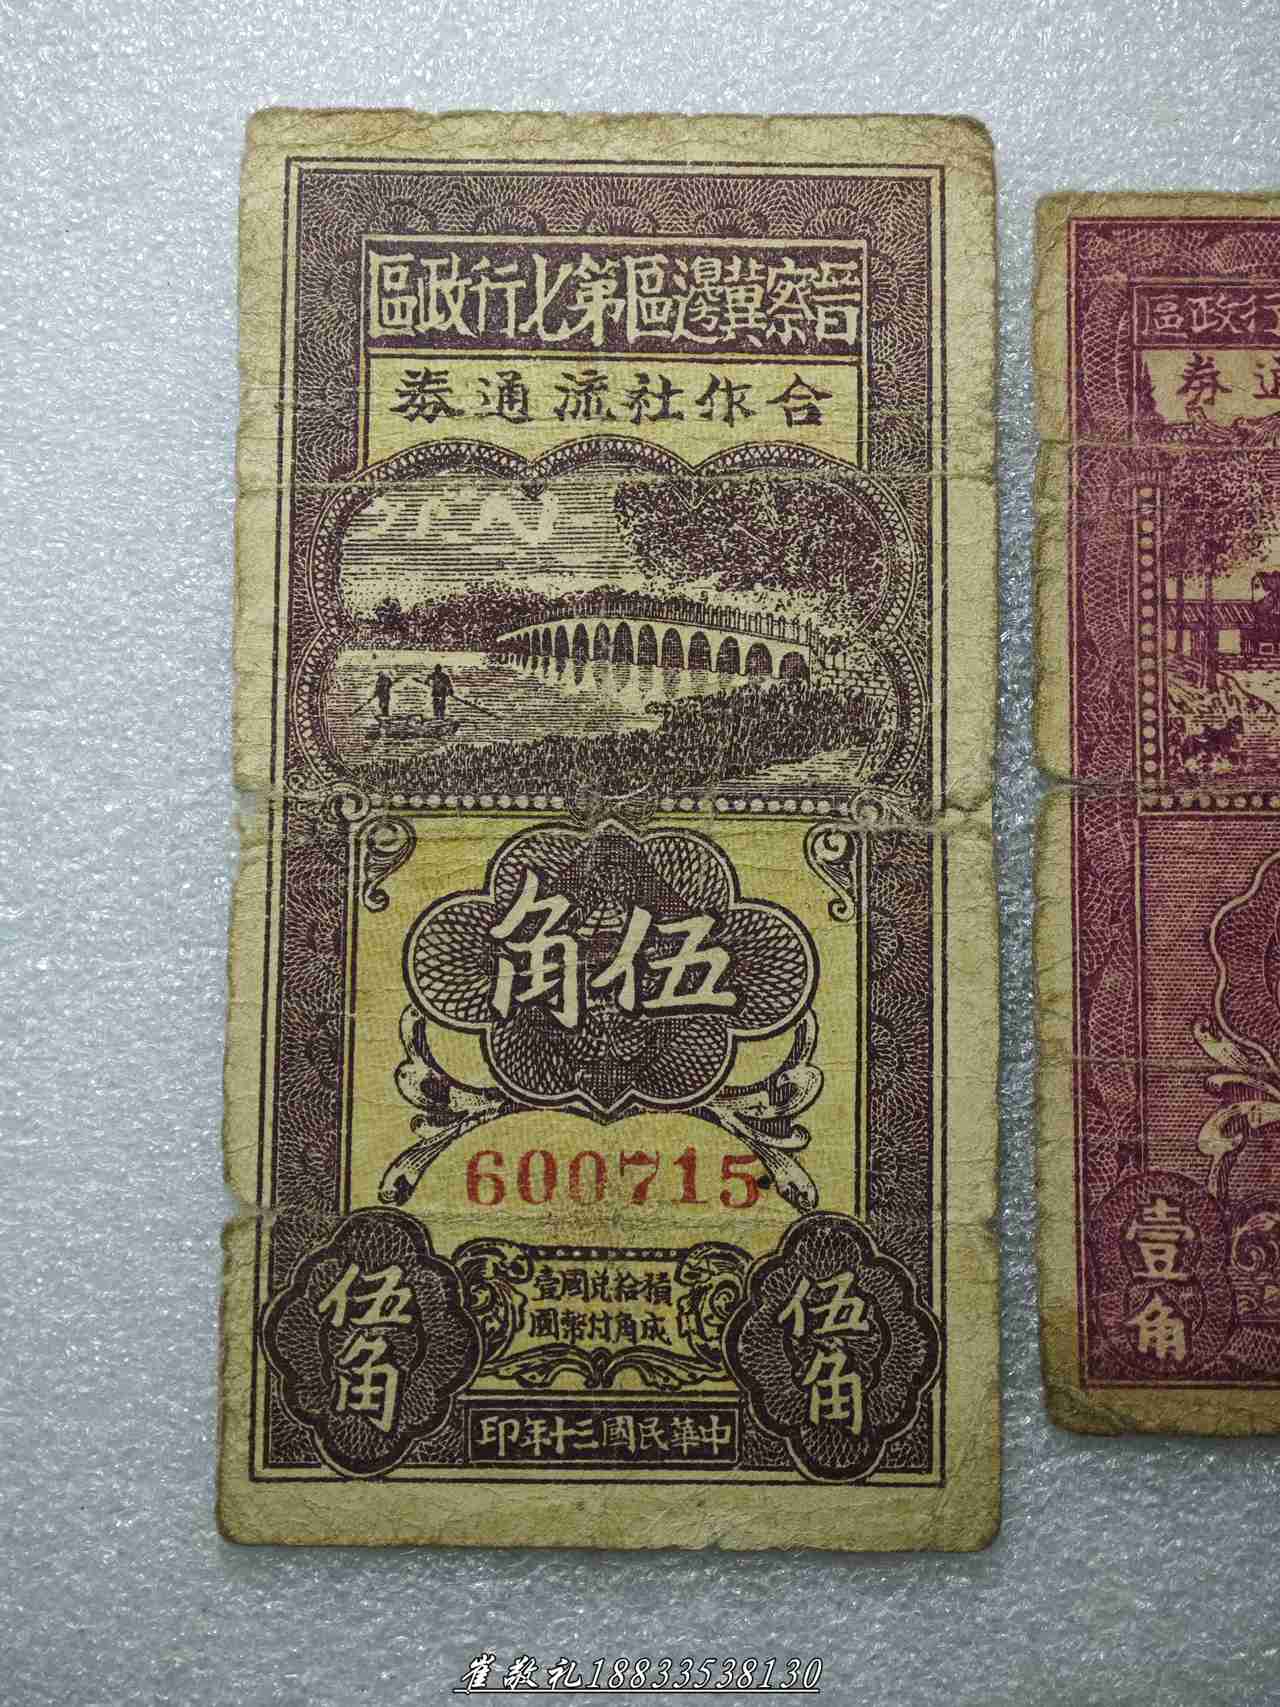 晋察冀邊區第七行政區
合作社流通券
伍角
600715
積成拾角兌付國幣壹圓
伍角
伍角
中華民國三十年印
行政區
通券
壹角
崔敬礼18833538130